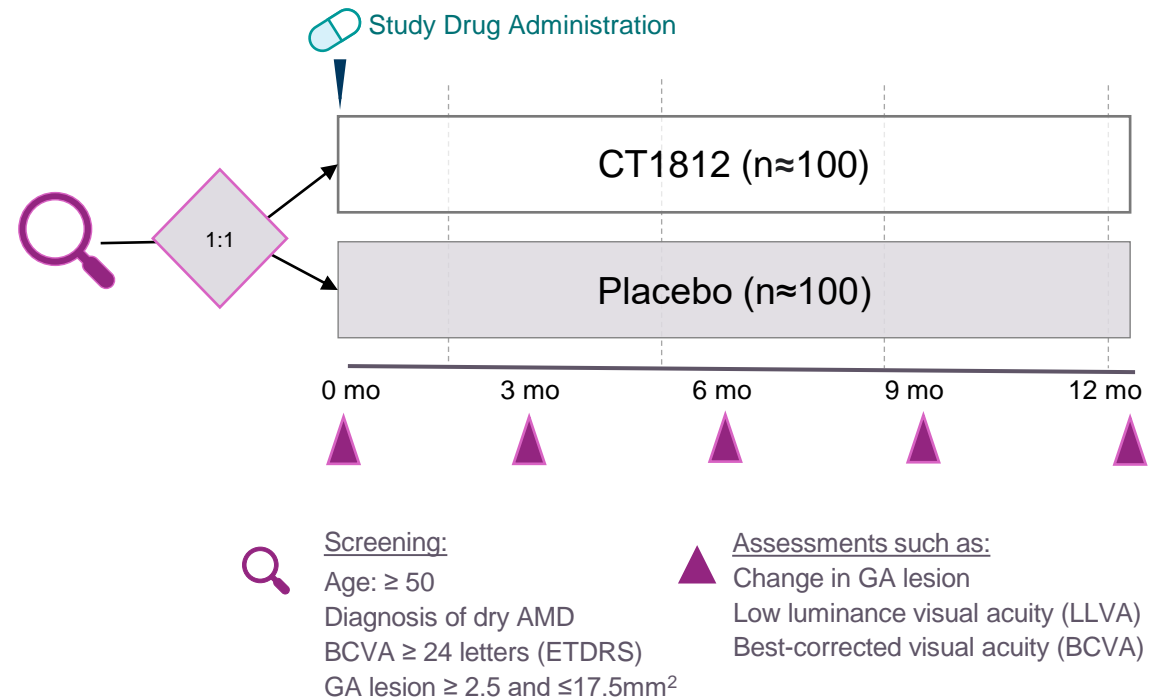 Study Drug Administration
CT1812 (n≈100)
1:1
Placebo (n≈100)
0 mo 3 mo 6 mo 9 mo 12 mo
Screening:
Age: ≥ 50
Diagnosis of dry AMD
BCVA ≥ 24 letters (ETDRS)
GA lesion ≥ 2.5 and ≤17.5mm²
Assessments such as:
Change in GA lesion
Low luminance visual acuity (LLVA)
Best-corrected visual acuity (BCVA)